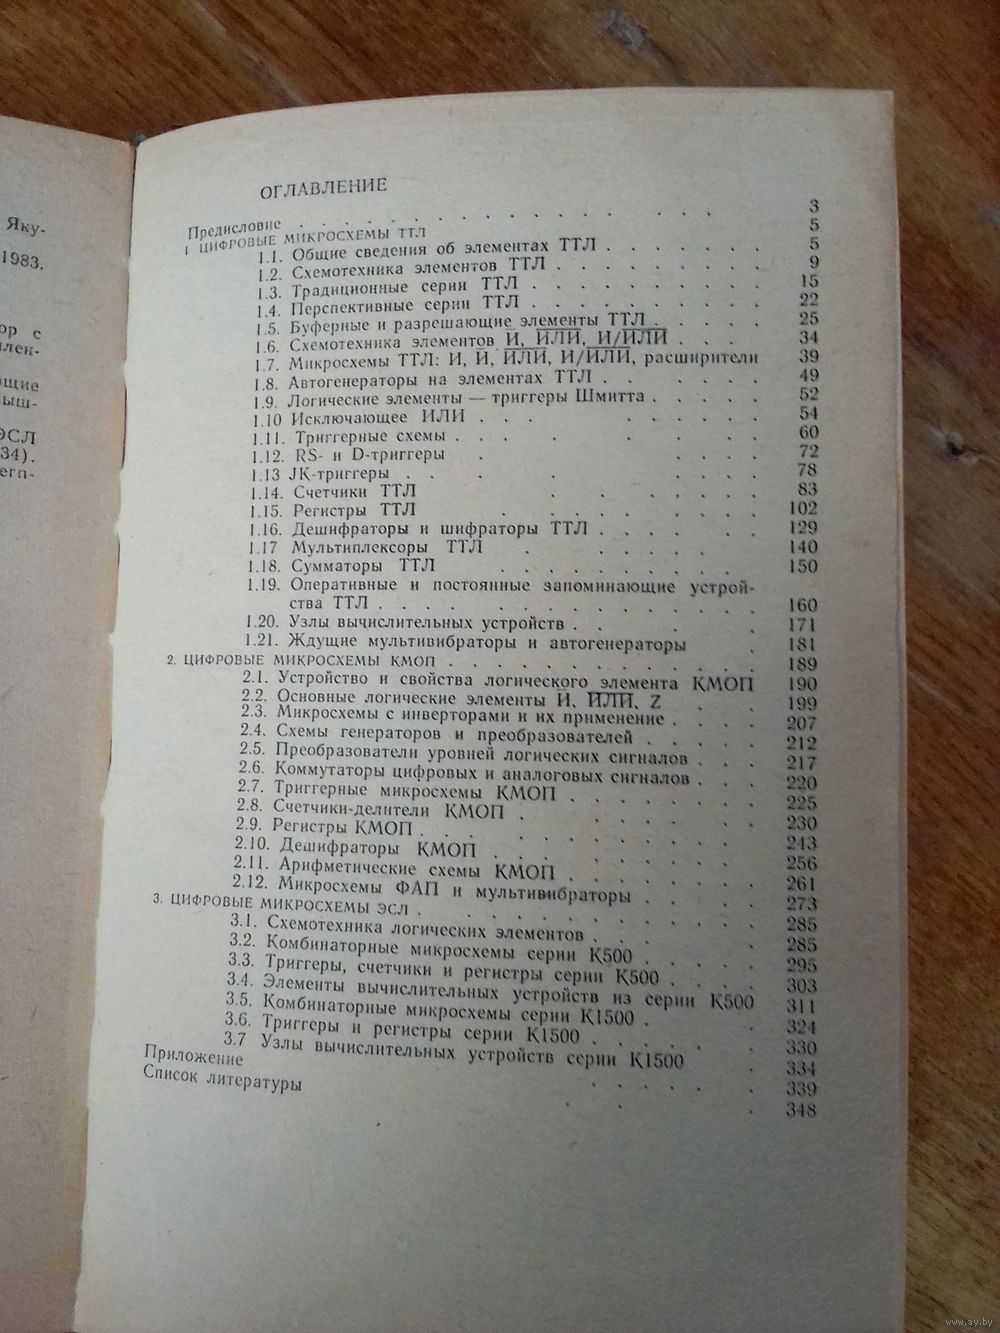 Яку-
1983.
ор с
лен-
ющие
выш-
ЭСЛ
34).
ОГЛАВЛЕНИЕ
Предисловие . . . 3
1 ЦИФРОВЫЕ МИКРОСХЕМЫ ТТЛ 5
1.1. Общие сведения об элементах ТТЛ . . . 5
1.2. Схемотехника элементов ТТЛ . . . 9
1.3. Традиционные серии ТТЛ . . . 15
1.4. Перспективные серии ТТЛ . . . 22
1.5. Буферные и разрешающие элементы ТТЛ . . . 25
1.6. Схемотехника элементов И, ИЛИ, И/ИЛИ . . . 34
1.7. Микросхемы ТТЛ: И, И, ИЛИ, И/ИЛИ, расширители 39
1.8. Автогенераторы на элементах ТТЛ . . . 49
1.9. Логические элементы — триггеры Шмитта . . . 52
1.10 Исключающее ИЛИ . . . 54
1.11. Триггерные схемы . . . 60
1.12. RS- и D-триггеры . . . 72
1.13 JK-триггеры . . . 78
1.14. Счетчики ТТЛ . . . 83
1.15. Регистры ТТЛ . . . 102
1.16. Дешифраторы и шифраторы ТТЛ . . . 129
1.17 Мультиплексоры ТТЛ . . . 140
1.18. Сумматоры ТТЛ . . . 150
1.19. Оперативные и постоянные запоминающие устрой-
ства ТТЛ . . . 160
1.20. Узлы вычислительных устройств . . . 171
1.21. Ждущие мультивибраторы и автогенераторы . 181
2. ЦИФРОВЫЕ МИКРОСХЕМЫ КМОП . . . 189
2.1. Устройство и свойства логического элемента КМОП 190
2.2. Основные логические элементы И, ИЛИ, Z . . . 199
2.3. Микросхемы с инверторами и их применение . . . 207
2.4. Схемы генераторов и преобразователей . . . 212
2.5. Преобразователи уровней логических сигналов . . . 217
2.6. Коммутаторы цифровых и аналоговых сигналов . . . 220
2.7. Триггерные микросхемы КМОП . . . 225
2.8. Счетчики-делители КМОП . . . 230
2.9. Регистры КМОП . . . 243
2.10. Дешифраторы КМОП . . . 256
2.11. Арифметические схемы КМОП . . . 261
2.12. Микросхемы ФАП и мультивибраторы . . . 273
3. ЦИФРОВЫЕ МИКРОСХЕМЫ ЭСЛ . . . 285
3.1. Схемотехника логических элементов . . . 285
3.2. Комбинаторные микросхемы серии К500 . . . 295
3.3. Триггеры, счетчики и регистры серии К500 . . . 303
3.4. Элементы вычислительных устройств из серии К500 311
3.5. Комбинаторные микросхемы серии К1500 . . . 324
3.6. Триггеры и регистры серии К1500 . . . 330
3.7 Узлы вычислительных устройств серии К1500 . 334
Приложение . . . 339
Список литературы . . . 348
www.ay.by